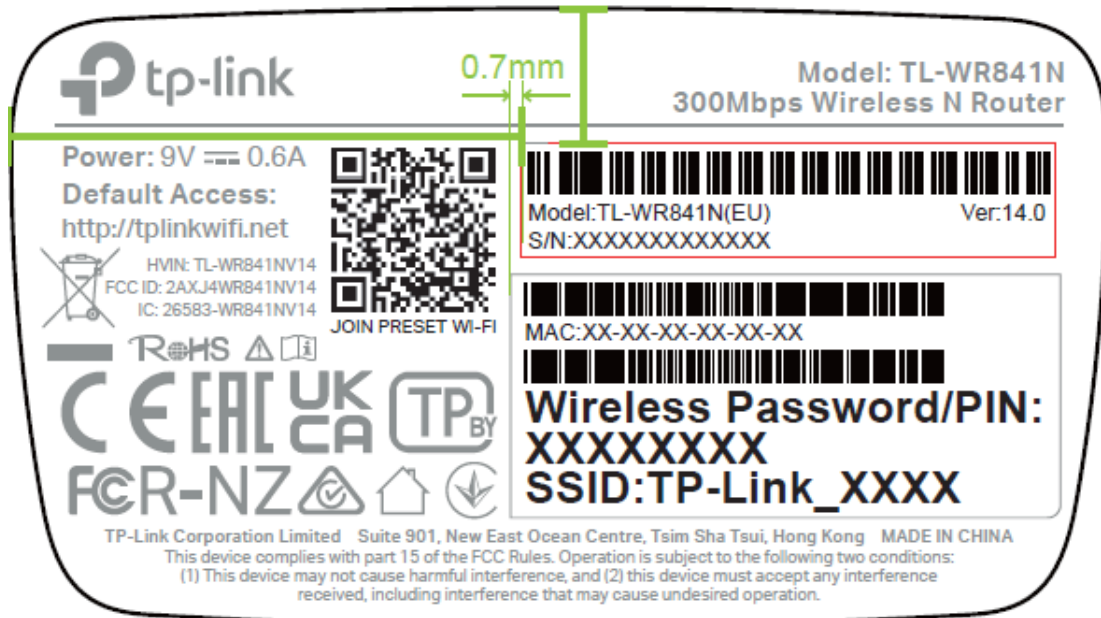 tp-link
0.7mm
Model: TL-WR841N
300Mbps Wireless N Router
Power: 9V 0.6A
Default Access:
http://tplinkwifi.net
HVIN: TL-WR841NV14
FCC ID: 2AXJ4WR841NV14
IC: 26583-WR841NV14
JOIN PRESET WI-FI
RoHS
CE EAC UKCA TP BY
FC R-NZ
Model:TL-WR841N(EU) Ver:14.0
S/N:XXXXXXXXXXXXX
MAC:XX-XX-XX-XX-XX-XX
Wireless Password/PIN:
XXXXXXXX
SSID:TP-Link_XXXX
TP-Link Corporation Limited Suite 901, New East Ocean Centre, Tsim Sha Tsui, Hong Kong MADE IN CHINA
This device complies with part 15 of the FCC Rules. Operation is subject to the following two conditions:
(1) This device may not cause harmful interference, and (2) this device must accept any interference
received, including interference that may cause undesired operation.